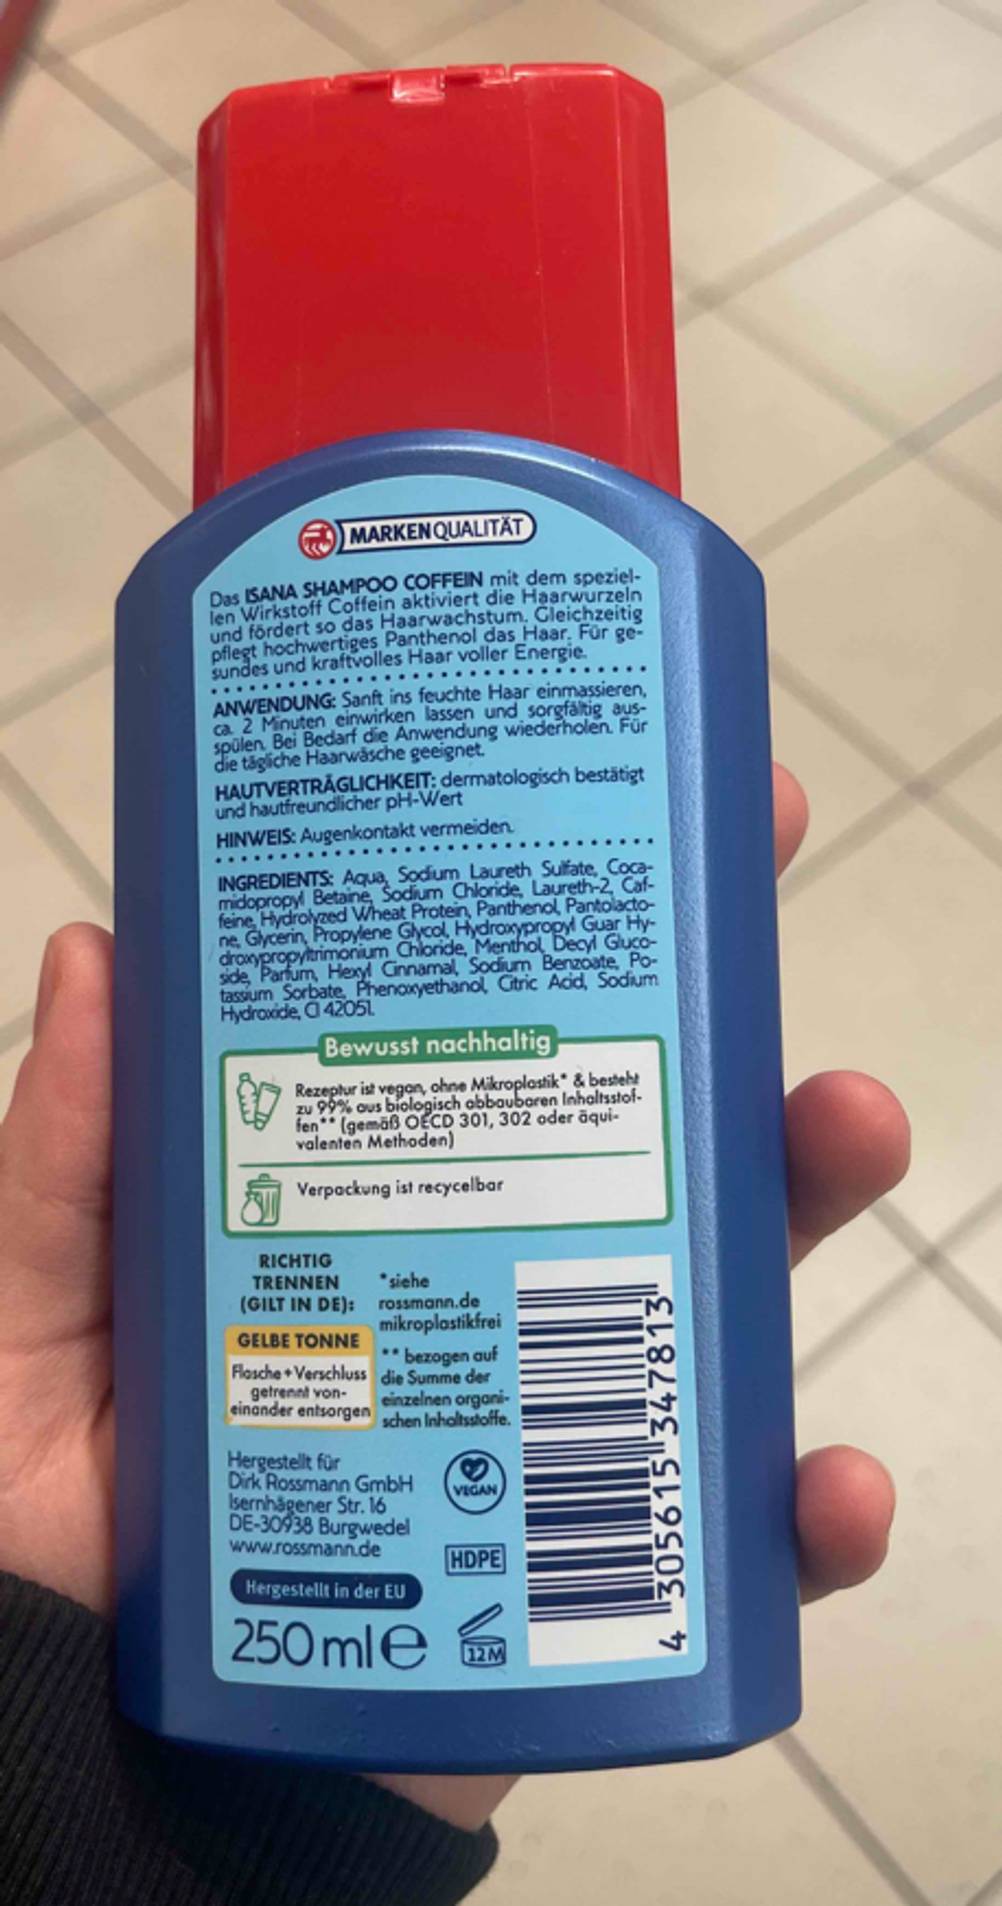 MARKENQUALITÄT
Das ISANA SHAMPOO COFFEIN mit dem speziel-
len Wirkstoff Coffein aktiviert die Haarwurzeln
und fördert so das Haarwachstum. Gleichzeitig
pflegt hochwertiges Panthenol das Haar. Für ge-
sundes und kraftvolles Haar voller Energie.
ANWENDUNG: Sanft ins feuchte Haar einmassieren,
ca. 2 Minuten einwirken lassen und sorgfältig aus-
spülen. Bei Bedarf die Anwendung wiederholen. Für
die tägliche Haarwäsche geeignet.
HAUTVERTRÄGLICHKEIT: dermatologisch bestätigt
und hautfreundlicher pH-Wert
HINWEIS: Augenkontakt vermeiden.
INGREDIENTS: Aqua, Sodium Laureth Sulfate, Coca-
midopropyl Betaine, Sodium Chloride, Laureth-2, Caf-
feine, Hydrolyzed Wheat Protein, Panthenol, Pantolacto-
ne, Glycerin, Propylene Glycol, Hydroxypropyl Guar Hy-
droxypropyltrimonium Chloride, Menthol, Decyl Gluco-
side, Parfum, Hexyl Cinnamal, Sodium Benzoate, Po-
tassium Sorbate, Phenoxyethanol, Citric Acid, Sodium
Hydroxide, CI 42051.
Bewusst nachhaltig
Rezeptur ist vegan, ohne Mikroplastik* & besteht
zu 99% aus biologisch abbaubaren Inhaltsstof-
fen** (gemäß OECD 301, 302 oder äqui-
valenten Methoden)
Verpackung ist recycelbar
RICHTIG
TRENNEN
(GILT IN DE):
GELBE TONNE
Flasche + Verschluss
getrennt von-
einander entsorgen
*siehe
rossmann.de
mikroplastikfrei
** bezogen auf
die Summe der
einzelnen organi-
schen Inhaltsstoffe.
Hergestellt für
Dirk Rossmann GmbH
Isernhägener Str. 16
DE-30938 Burgwedel
www.rossmann.de
VEGAN
HDPE
Hergestellt in der EU
250 ml e
12M
4 305615 347813